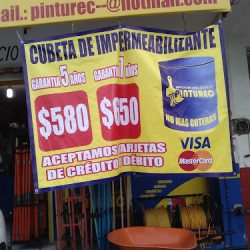 ail.: pinturec--@hotmail.com
CUBETA DE IMPERMEABILIZANTE
GARANTIA 5 AÑOS
GARANTIA 7 AÑOS
$580
$650
PINTUREC
NO MAS GOTERAS
ACEPTAMOS TARJETAS
DE CRÉDITO DÉBITO
VISA
MasterCard